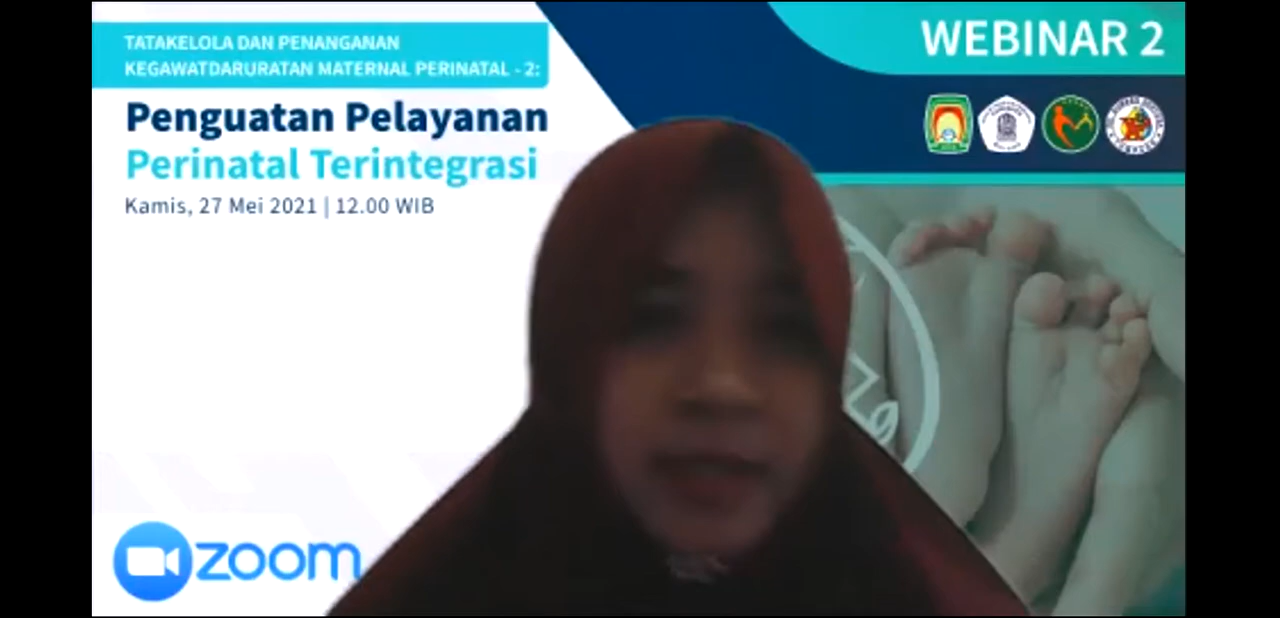 TATAKELOLA DAN PENANGANAN
KEGAWATDARURATAN MATERNAL PERINATAL - 2:
Penguatan Pelayanan
Perinatal Terintegrasi
Kamis, 27 Mei 2021 | 12.00 WIB
WEBINAR 2
zoom